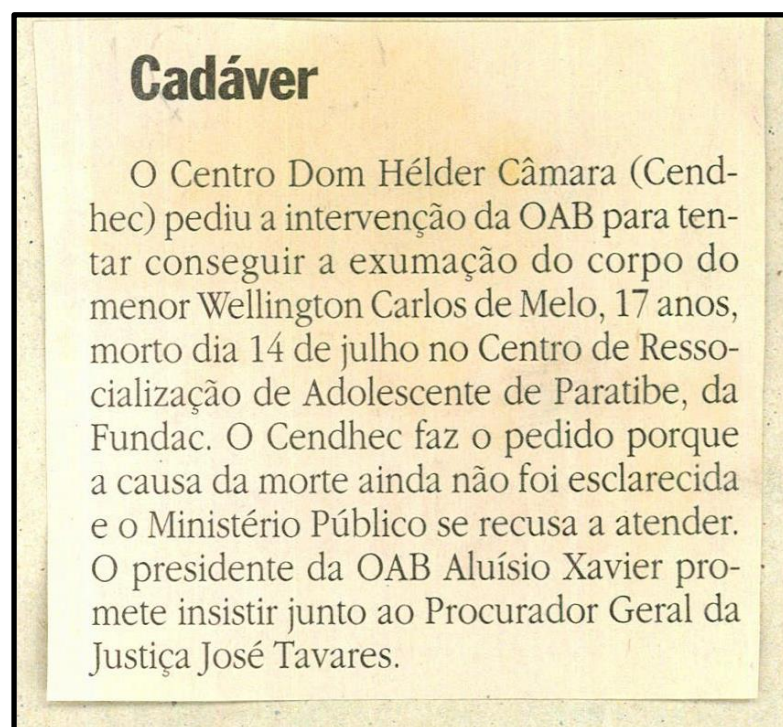 Cadáver
O Centro Dom Hélder Câmara (Cend-
hec) pediu a intervenção da OAB para ten-
tar conseguir a exumação do corpo do
menor Wellington Carlos de Melo, 17 anos,
morto dia 14 de julho no Centro de Resso-
cialização de Adolescente de Paratibe, da
Fundac. O Cendhec faz o pedido porque
a causa da morte ainda não foi esclarecida
e o Ministério Público se recusa a atender.
O presidente da OAB Aluísio Xavier pro-
mete insistir junto ao Procurador Geral da
Justiça José Tavares.